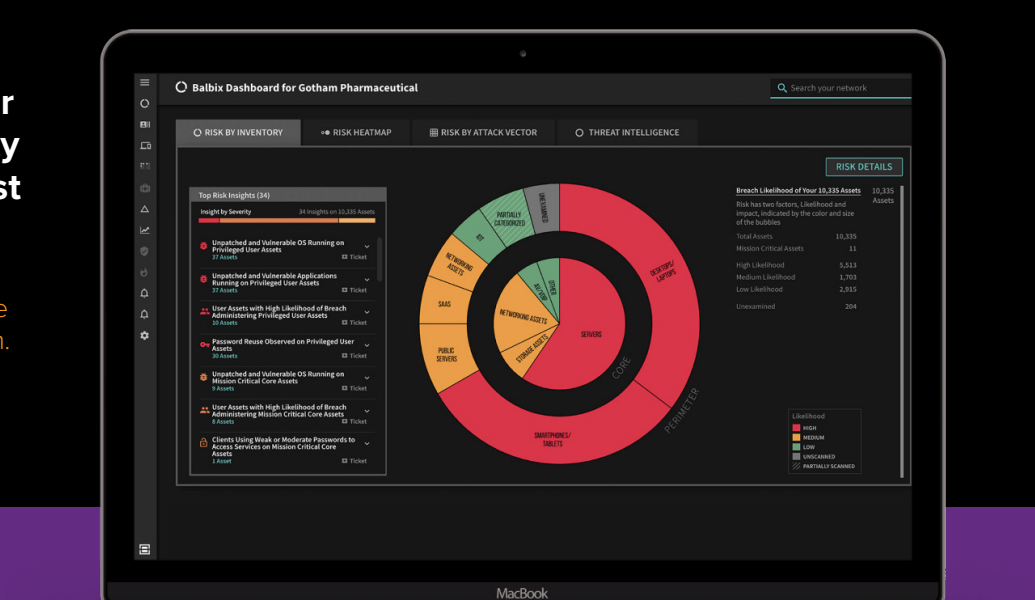 r
y
st
e
n.
Balbix Dashboard for Gotham Pharmaceutical
Search your network
RISK BY INVENTORY
RISK HEATMAP
RISK BY ATTACK VECTOR
THREAT INTELLIGENCE
RISK DETAILS
Top Risk Insights (34)
Insight by Severity
34 Insights on 10,335 Assets
Unpatched and Vulnerable OS Running on
Privileged User Assets
37 Assets
Ticket
Unpatched and Vulnerable Applications
Running on Privileged User Assets
37 Assets
Ticket
User Assets with High Likelihood of Breach
Administering Privileged User Assets
10 Assets
Ticket
Password Reuse Observed on Privileged User
Assets
30 Assets
Ticket
Unpatched and Vulnerable OS Running on
Mission Critical Core Assets
9 Assets
Ticket
User Assets with High Likelihood of Breach
Administering Mission Critical Core Assets
6 Assets
Ticket
Clients Using Weak or Moderate Passwords to
Access Services on Mission Critical Core
Assets
1 Asset
Ticket
UNEXAMINED
PARTIALLY
CATEGORIZED
IOT
NETWORKING
ASSETS
SAAS
PUBLIC
SERVERS
SMARTPHONES/
TABLETS
DESKTOPS/
LAPTOPS
OTHER
NETWORKING ASSETS
STORAGE ASSETS
SERVERS
CORE
PERIMETER
Breach Likelihood of Your 10,335 Assets
10,335
Assets
Risk has two factors, Likelihood and
impact, indicated by the color and size
of the bubbles
Total Assets 10,335
Mission Critical Assets 11
High Likelihood 5,513
Medium Likelihood 1,703
Low Likelihood 2,915
Unexamined 204
Likelihood
HIGH
MEDIUM
LOW
UNSCANNED
PARTIALLY SCANNED
MacBook